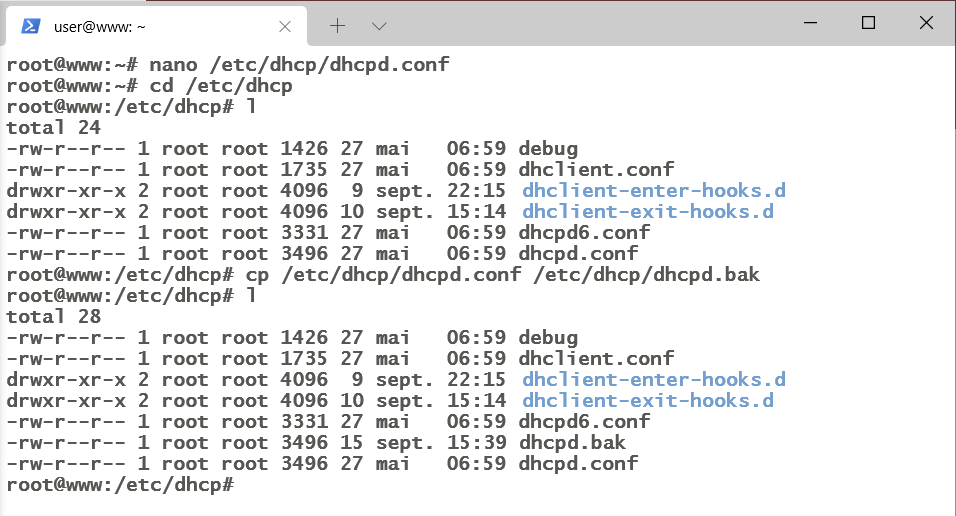 user@www: ~
root@www:~# nano /etc/dhcp/dhcpd.conf
root@www:~# cd /etc/dhcp
root@www:/etc/dhcp# l
total 24
-rw-r--r-- 1 root root 1426 27 mai   06:59 debug
-rw-r--r-- 1 root root 1735 27 mai   06:59 dhclient.conf
drwxr-xr-x 2 root root 4096  9 sept. 22:15 dhclient-enter-hooks.d
drwxr-xr-x 2 root root 4096 10 sept. 15:14 dhclient-exit-hooks.d
-rw-r--r-- 1 root root 3331 27 mai   06:59 dhcpd6.conf
-rw-r--r-- 1 root root 3496 27 mai   06:59 dhcpd.conf
root@www:/etc/dhcp# cp /etc/dhcp/dhcpd.conf /etc/dhcp/dhcpd.bak
root@www:/etc/dhcp# l
total 28
-rw-r--r-- 1 root root 1426 27 mai   06:59 debug
-rw-r--r-- 1 root root 1735 27 mai   06:59 dhclient.conf
drwxr-xr-x 2 root root 4096  9 sept. 22:15 dhclient-enter-hooks.d
drwxr-xr-x 2 root root 4096 10 sept. 15:14 dhclient-exit-hooks.d
-rw-r--r-- 1 root root 3331 27 mai   06:59 dhcpd6.conf
-rw-r--r-- 1 root root 3496 15 sept. 15:39 dhcpd.bak
-rw-r--r-- 1 root root 3496 27 mai   06:59 dhcpd.conf
root@www:/etc/dhcp#